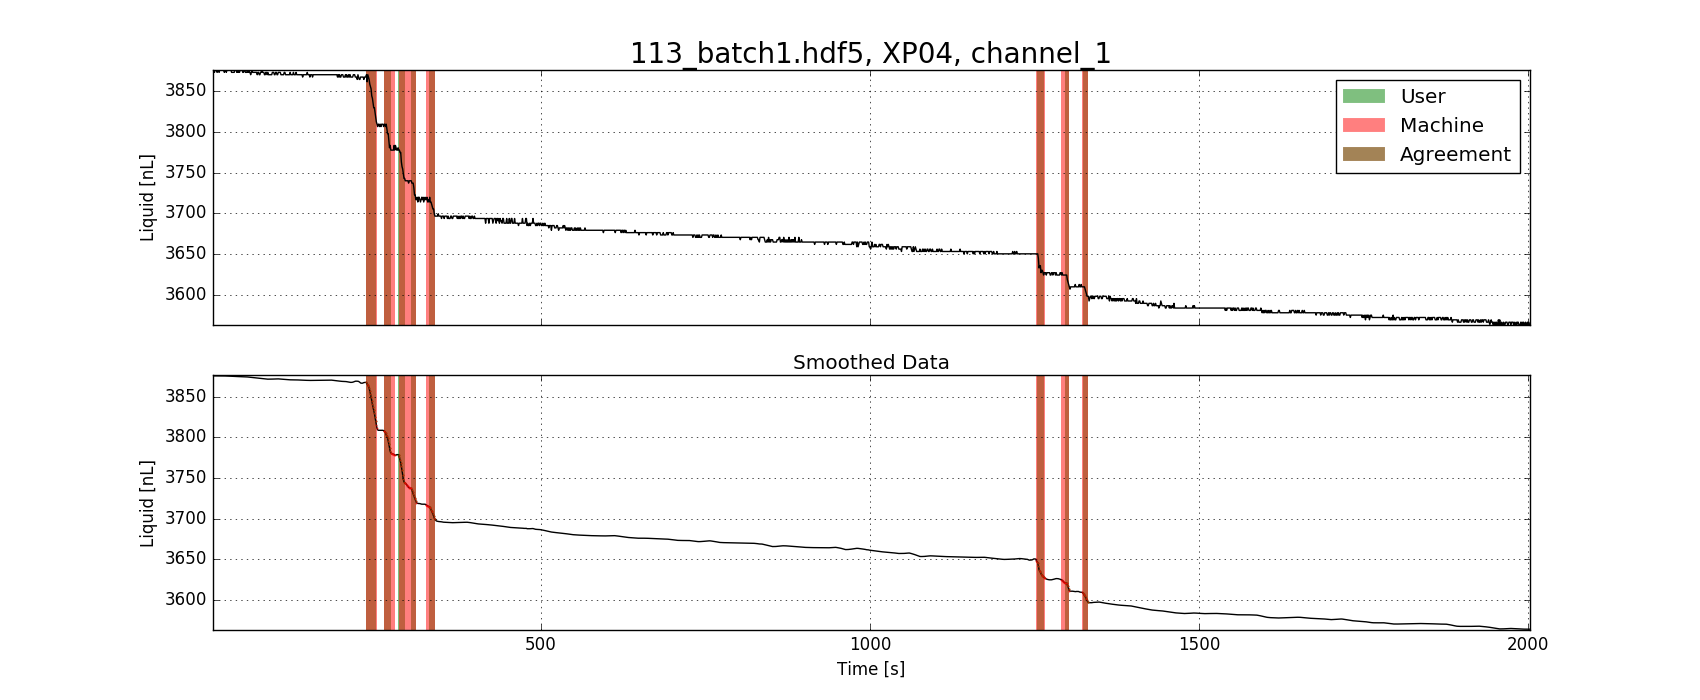 113_batch1.hdf5, XP04, channel_1
3850
3800
3750
3700
3650
3600
Liquid [nL]
User
Machine
Agreement
Smoothed Data
3850
3800
3750
3700
3650
3600
Liquid [nL]
500
1000
1500
2000
Time [s]